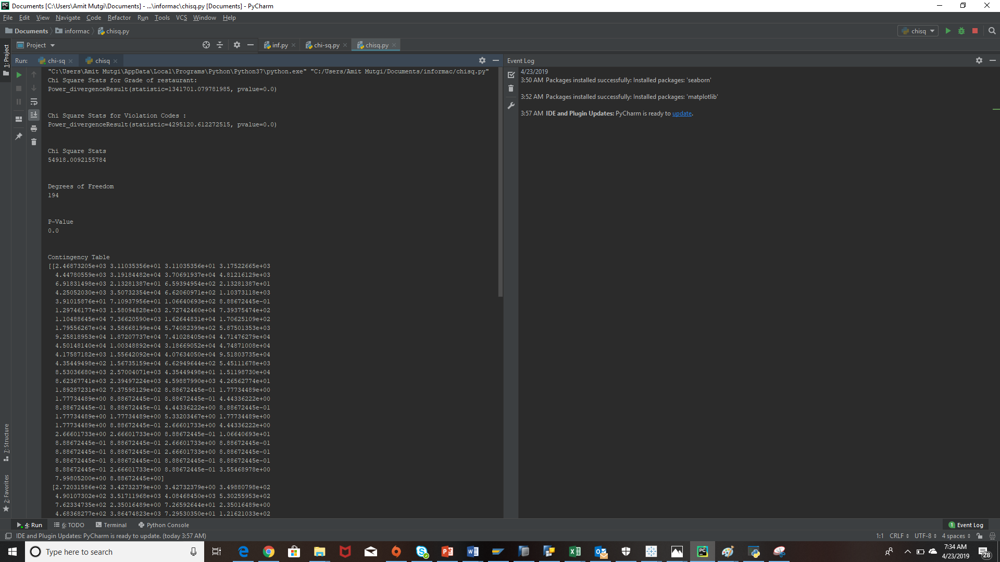 Documents [C:\Users\Amit Mutgi\Documents] - ...\informac\chisq.py [Documents] - PyCharm
File Edit View Navigate Code Refactor Run Tools VCS Window Help
Documents informac chisq.py
chisq
Project
inf.py chi-sq.py chisq.py
1: Project
Run: chi-sq chisq
"C:\Users\Amit Mutgi\AppData\Local\Programs\Python\Python37\python.exe" "C:/Users/Amit Mutgi/Documents/informac/chisq.py"
Chi Square Stats for Grade of restaurant:
Power_divergenceResult(statistic=1341701.079781985, pvalue=0.0)
Chi Square Stats for Violation Codes :
Power_divergenceResult(statistic=4295120.612272515, pvalue=0.0)
Chi Square Stats
54918.0092155784
Degrees of Freedom
194
P-Value
0.0
Contingency Table
[[2.46873205e+03 3.11035356e+01 3.11035356e+01 3.17522665e+03
4.44780559e+03 3.19184482e+04 3.70691937e+04 4.81216129e+03
6.91831498e+03 2.13281387e+01 6.59394954e+02 2.13281387e+01
4.25052030e+03 3.50732354e+04 6.62060971e+02 1.10373118e+03
3.91015876e+01 7.10937956e+01 1.06640693e+02 8.88672445e-01
1.29746177e+03 1.58094828e+03 2.72742460e+04 7.39375474e+02
1.10488645e+04 7.36620590e+03 1.62644831e+04 1.70625109e+02
1.79556267e+04 3.58668199e+04 5.74082399e+02 5.87501353e+03
9.25818953e+04 1.87207737e+04 7.41028405e+04 4.71476279e+04
4.50148140e+04 1.00348892e+04 3.18669052e+04 4.74871008e+04
4.17587182e+03 1.55642092e+04 4.07634050e+04 9.51803735e+04
4.35449498e+02 1.56735159e+04 6.62949644e+02 5.45111678e+03
8.53036680e+03 2.57004071e+03 4.35449498e+01 1.51198730e+04
8.62367741e+03 2.39497224e+03 4.59887990e+03 4.26562774e+01
1.89287231e+02 7.37598129e+02 8.88672445e-01 1.77734489e+00
1.77734489e+00 8.88672445e-01 8.88672445e-01 4.44336222e+00
8.88672445e-01 8.88672445e-01 4.44336222e+00 8.88672445e-01
1.77734489e+00 1.77734489e+00 5.33203467e+00 1.77734489e+00
1.77734489e+00 8.88672445e-01 2.66601733e+00 4.44336222e+00
2.66601733e+00 2.66601733e+00 8.88672445e-01 1.06640693e+01
8.88672445e-01 8.88672445e-01 2.66601733e+00 8.88672445e-01
8.88672445e-01 8.88672445e-01 2.66601733e+00 8.88672445e-01
8.88672445e-01 8.88672445e-01 8.88672445e-01 8.88672445e-01
8.88672445e-01 2.66601733e+00 8.88672445e-01 3.55468978e+00
7.99805200e+00 8.88672445e+00]
[2.72031586e+02 3.42732379e+00 3.42732379e+00 3.49880798e+02
4.90107302e+02 3.51711968e+03 4.08468450e+03 5.30255953e+02
7.62334735e+02 2.35016489e+00 7.26592644e+01 2.35016489e+00
4.68368277e+02 3.86474823e+03 7.29530350e+01 1.21621033e+02
Event Log
4/23/2019
3:50 AM Packages installed successfully: Installed packages: 'seaborn'
3:52 AM Packages installed successfully: Installed packages: 'matplotlib'
3:57 AM IDE and Plugin Updates: PyCharm is ready to update.
7: Structure
2: Favorites
4: Run 6: TODO Terminal Python Console
1 Event Log
IDE and Plugin Updates: PyCharm is ready to update. (today 3:57 AM)
1:1 CRLF UTF-8 4 spaces
Type here to search
7:34 AM
4/23/2019
28